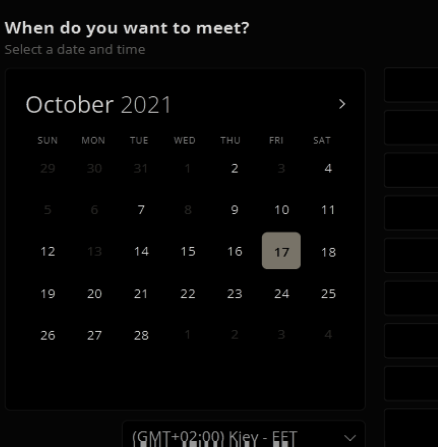 When do you want to meet?
Select a date and time
October 2021
SUN MON TUE WED THU FRI SAT
29 30 31 1 2 3 4
5 6 7 8 9 10 11
12 13 14 15 16 17 18
19 20 21 22 23 24 25
26 27 28 1 2 3 4
(GMT+02:00) Kiev - EET